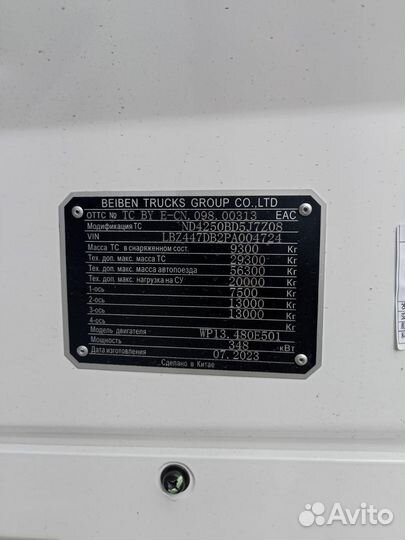 BEIBEN TRUCKS GROUP CO.,LTD
ОТТС № TC BY E-CN.098.00313 ЕАС
Модификация ТС ND4250BD5J7Z08
VIN LBZ447DB2PA004724
Масса ТС в снаряженном сост. 9300 Кг
Тех. доп. макс. масса ТС 29300 Кг
Тех. доп. макс. масса автопоезда 56300 Кг
Тех. доп. макс. нагрузка на СУ 20000 Кг
1-ось 7500 Кг
2-ось 13000 Кг
3-ось 13000 Кг
4-ось Кг
Модель двигателя WP13.480E501
Мощность 348 кВт
Дата изготовления 07.2023
Сделано в Китае
Avito